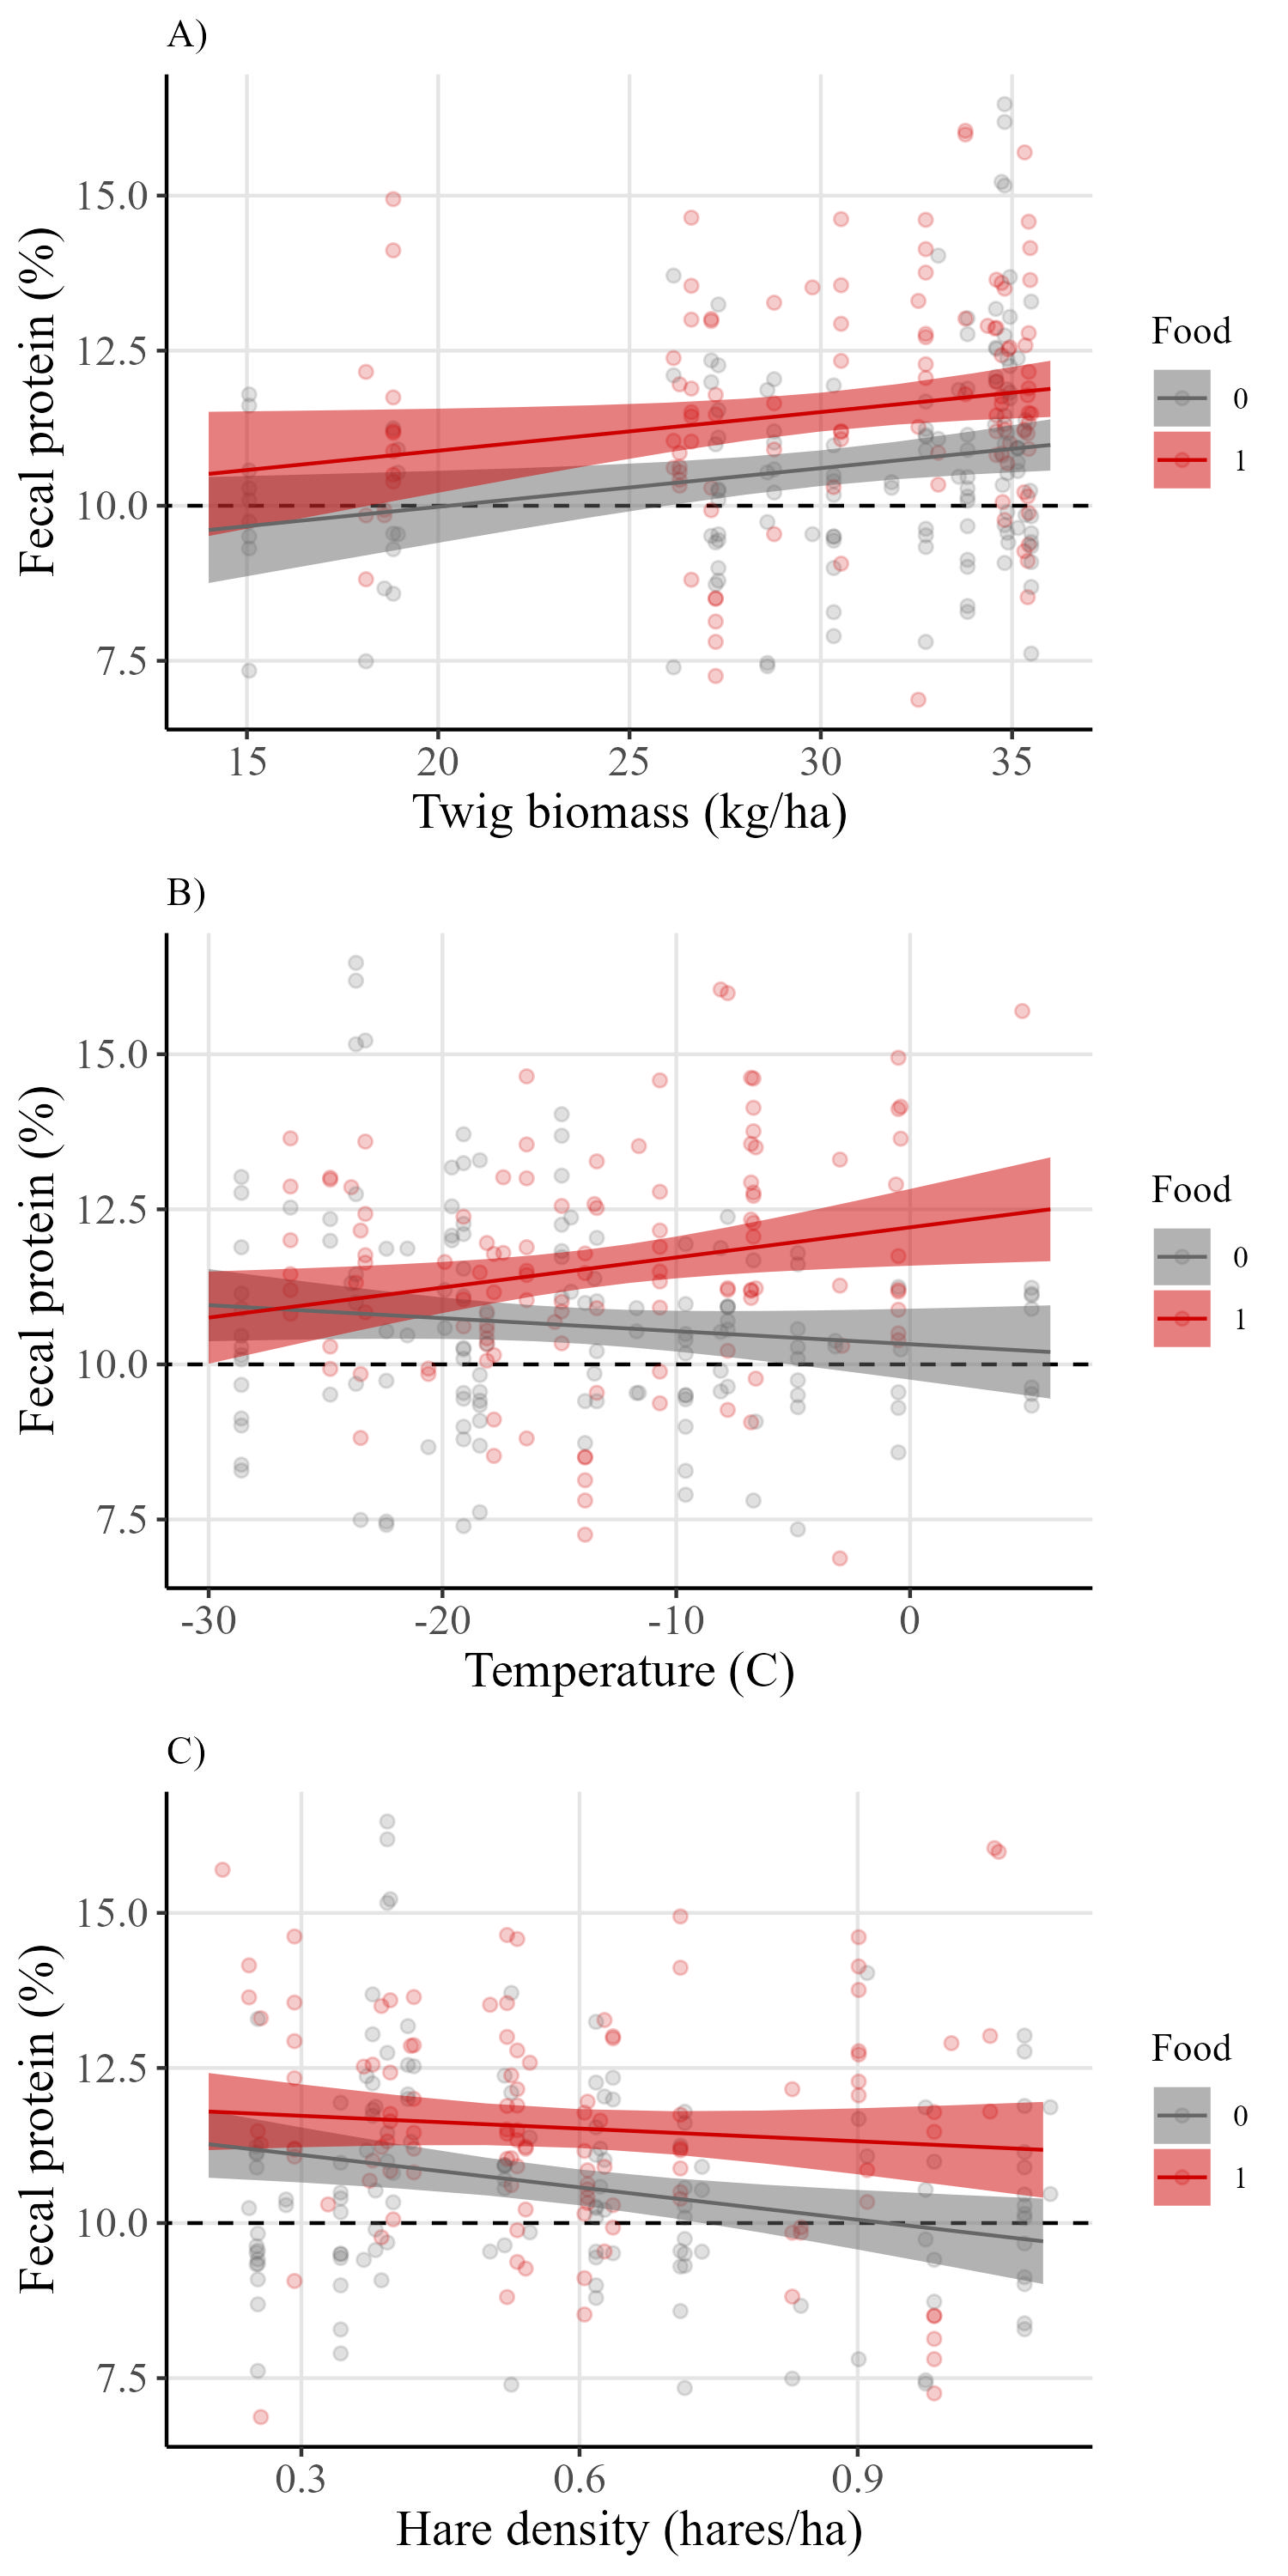 A)
Fecal protein (%)
15.0
12.5
10.0
7.5
15 20 25 30 35
Twig biomass (kg/ha)
Food
0
1
B)
Fecal protein (%)
15.0
12.5
10.0
7.5
-30 -20 -10 0
Temperature (C)
Food
0
1
C)
Fecal protein (%)
15.0
12.5
10.0
7.5
0.3 0.6 0.9
Hare density (hares/ha)
Food
0
1